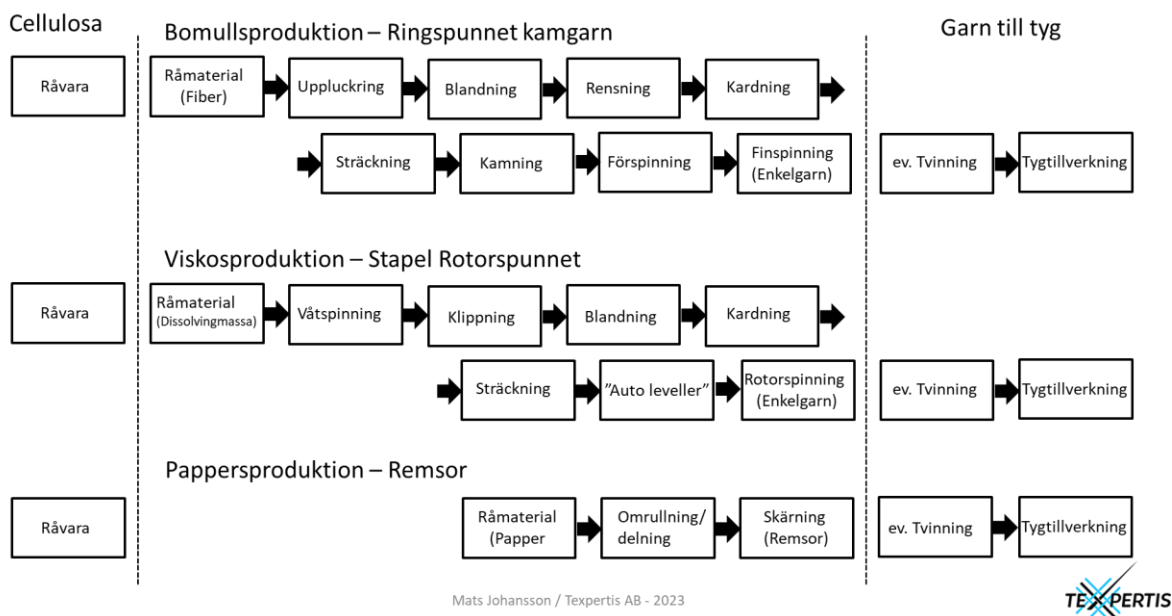 Cellulosa
Bomullsproduktion – Ringspunnet kamgarn
Garn till tyg
Råvara
Råmaterial
(Fiber)
Uppluckring
Blandning
Rensning
Kardning
Sträckning
Kamning
Förspinning
Finspinning
(Enkelgarn)
ev. Tvinning
Tygtillverkning
Viskosproduktion – Stapel Rotorspunnet
Råvara
Råmaterial
(Dissolvingmassa)
Våtspinning
Klippning
Blandning
Kardning
Sträckning
”Auto leveller”
Rotorspinning
(Enkelgarn)
ev. Tvinning
Tygtillverkning
Pappersproduktion – Remsor
Råvara
Råmaterial
(Papper
Omrullning/
delning
Skärning
(Remsor)
ev. Tvinning
Tygtillverkning
Mats Johansson / Texpertis AB - 2023
TEXPERTIS